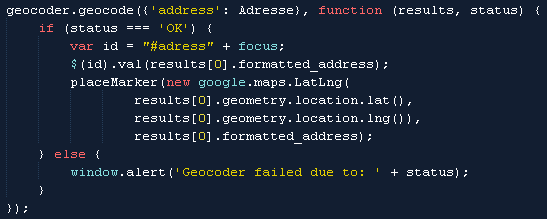 geocoder.geocode({'address': Adresse}, function (results, status) {
    if (status === 'OK') {
        var id = "#adress" + focus;
        $(id).val(results[0].formatted_address);
        placeMarker(new google.maps.LatLng(
                results[0].geometry.location.lat(),
                results[0].geometry.location.lng()),
                results[0].formatted_address);
    } else {
        window.alert('Geocoder failed due to: ' + status);
    }
});